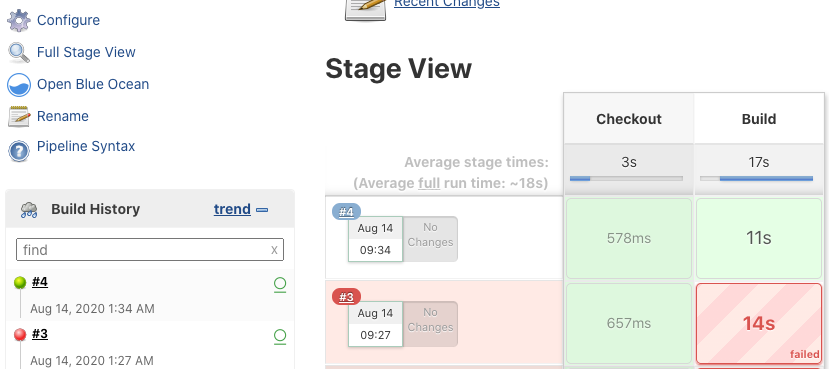 Configure
Full Stage View
Open Blue Ocean
Rename
Pipeline Syntax
Build History trend
find x
#4
Aug 14, 2020 1:34 AM
#3
Aug 14, 2020 1:27 AM
Recent Changes
Stage View
Checkout Build
Average stage times: 3s 17s
(Average full run time: ~18s)
#4
Aug 14 No
09:34 Changes
578ms 11s
#3
Aug 14 No
09:27 Changes
657ms 14s
failed